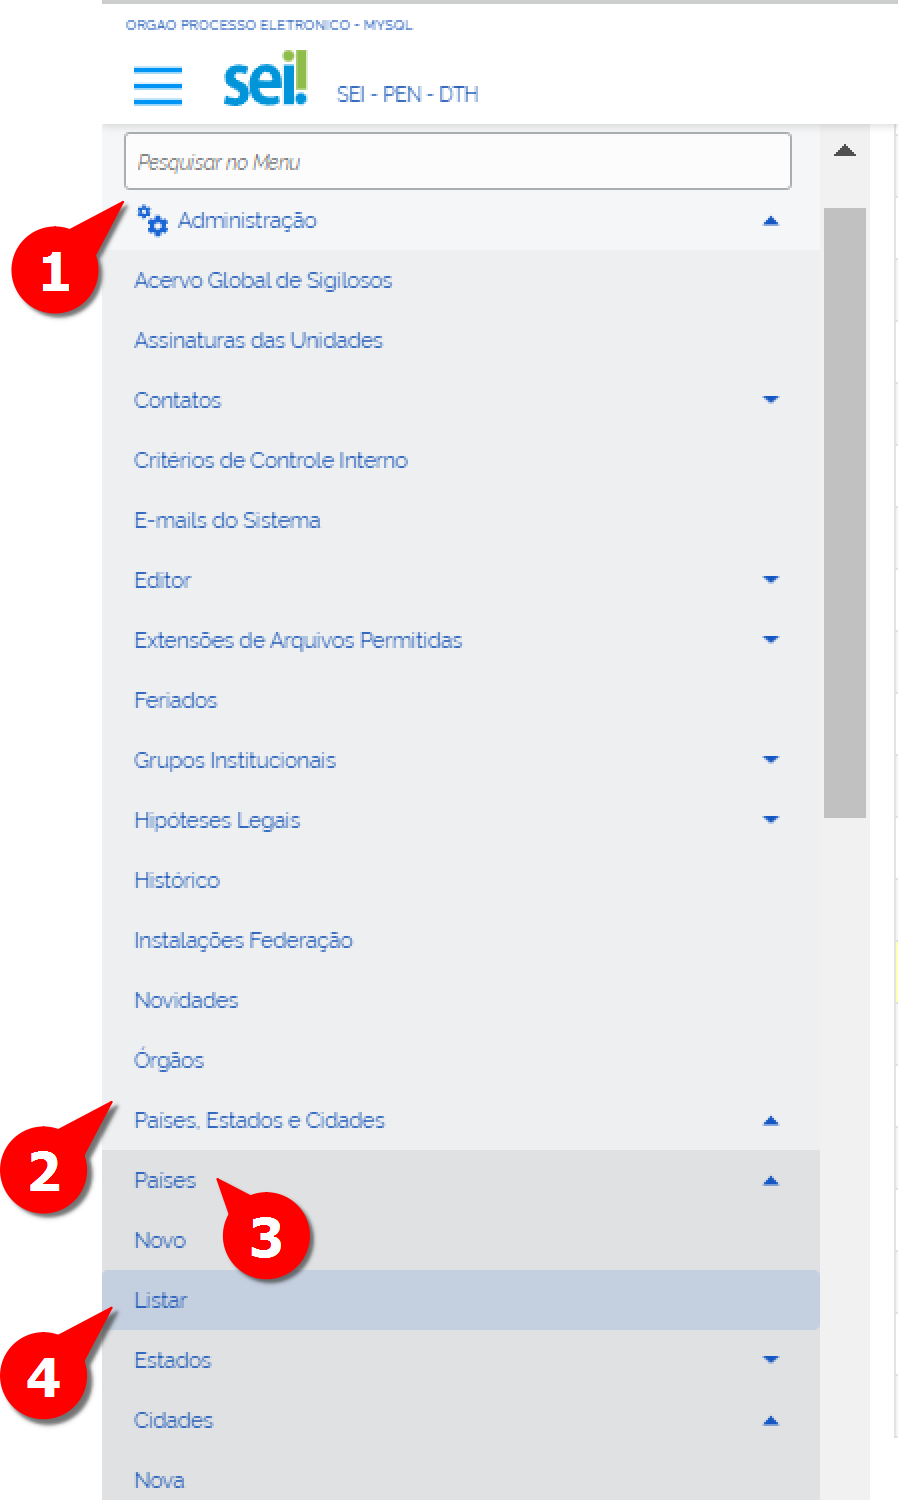 ORGAO PROCESSO ELETRONICO - MYSQL
sei!
SEI - PEN - DTH
Pesquisar no Menu
1
Administração
Acervo Global de Sigilosos
Assinaturas das Unidades
Contatos
Critérios de Controle Interno
E-mails do Sistema
Editor
Extensões de Arquivos Permitidas
Feriados
Grupos Institucionais
Hipóteses Legais
Histórico
Instalações Federação
Novidades
Órgãos
2
Países, Estados e Cidades
Países
3
Novo
4
Listar
Estados
Cidades
Nova